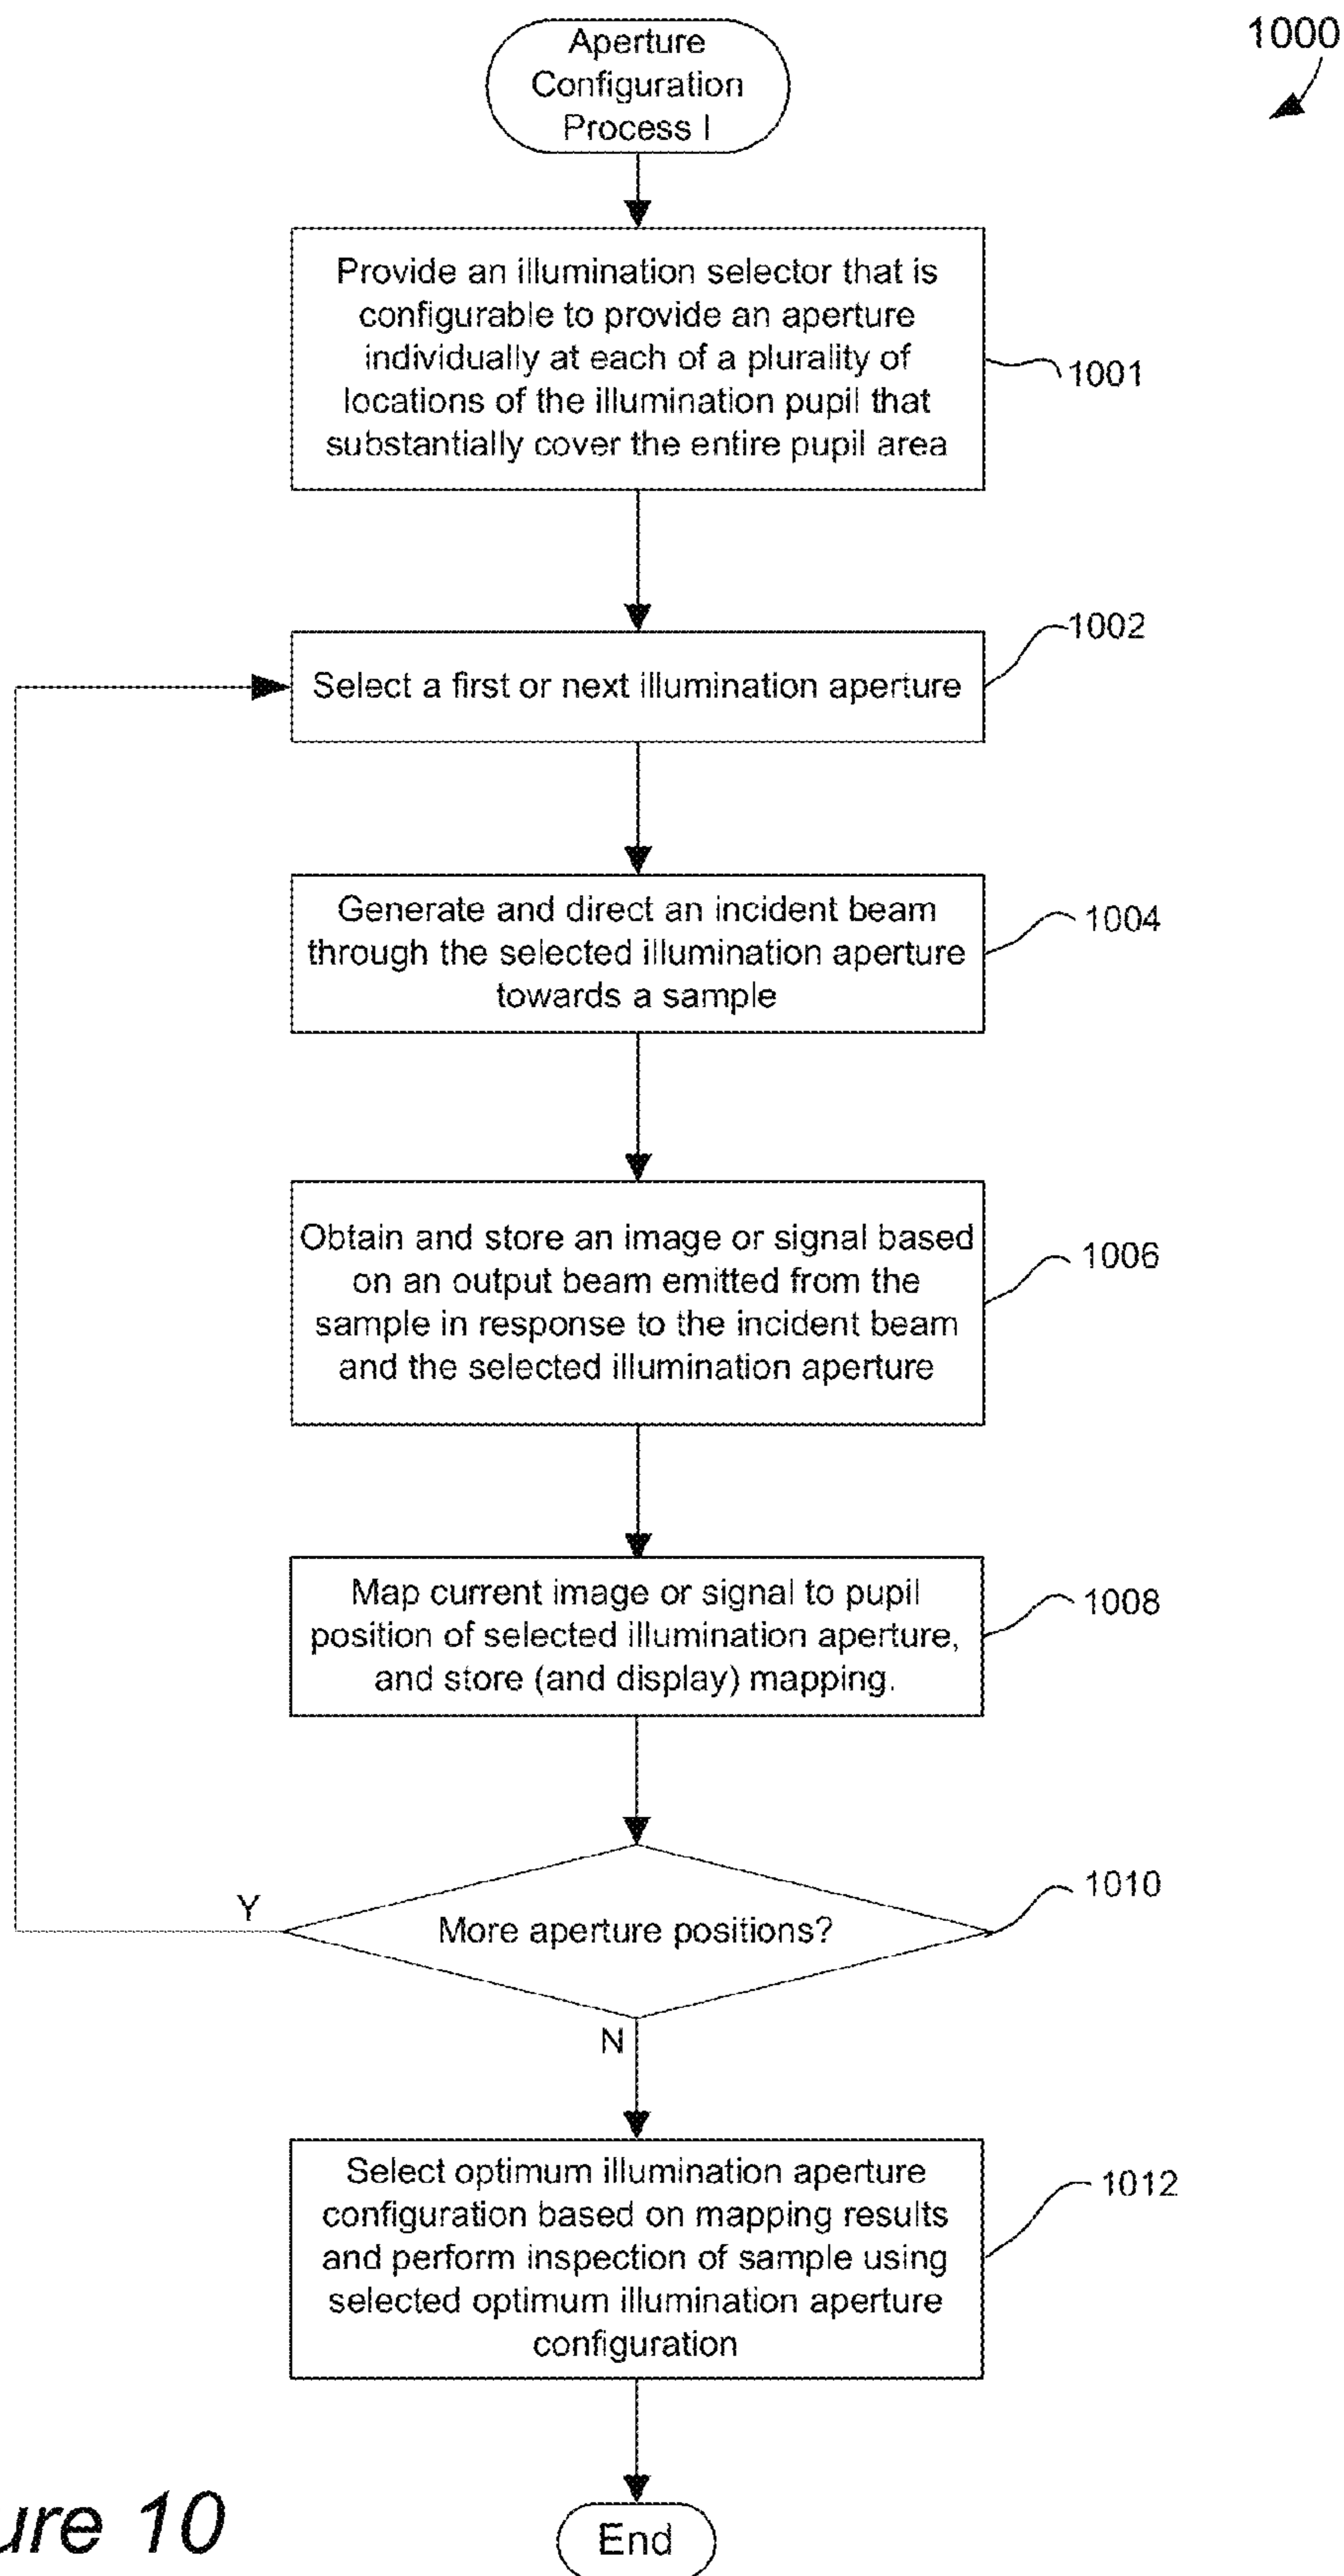 1000
Aperture
Configuration
Process I
Provide an illumination selector that is
configurable to provide an aperture
individually at each of a plurality of
locations of the illumination pupil that
substantially cover the entire pupil area
1001
1002
Select a first or next illumination aperture
Generate and direct an incident beam
through the selected illumination aperture
towards a sample
1004
Obtain and store an image or signal based
on an output beam emitted from the
sample in response to the incident beam
and the selected illumination aperture
1006
Map current image or signal to pupil
position of selected illumination aperture,
and store (and display) mapping.
1008
More aperture positions?
1010
Y
N
Select optimum illumination aperture
configuration based on mapping results
and perform inspection of sample using
selected optimum illumination aperture
configuration
1012
End
ure 10